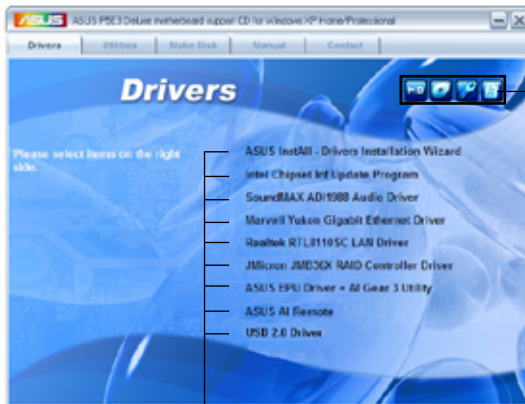 ASUS P5E3 Deluxe motherboard support CD for Windows XP Home/Professional
Drivers Utilities Make Disk Manual Contact
Drivers
Please select items on the right side.
ASUS InstAll - Drivers Installation Wizard
Intel Chipset Inf Update Program
SoundMAX ADI1988 Audio Driver
Marvell Yukon Gigabit Ethernet Driver
Realtek RTL8110SC LAN Driver
JMicron JMB36X RAID Controller Driver
ASUS EPU Driver + AI Gear 3 Utility
ASUS AI Remote
USB 2.0 Driver